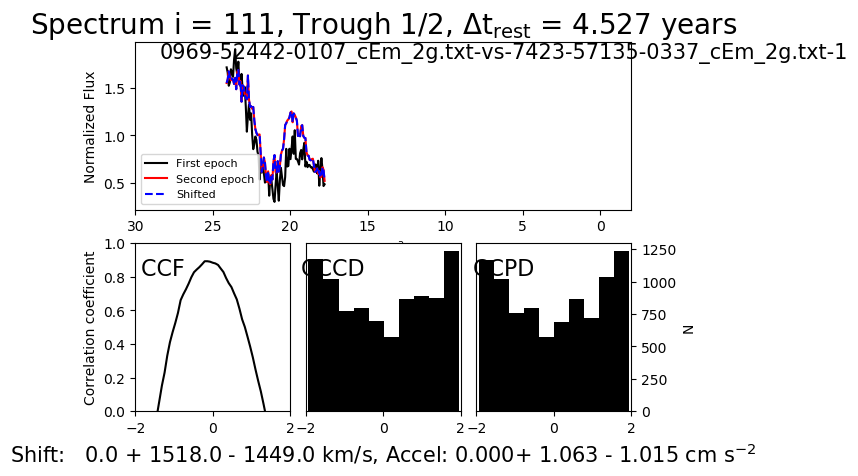 Spectrum i = 111, Trough 1/2, Δt_rest = 4.527 years
0969-52442-0107_cEm_2g.txt-vs-7423-57135-0337_cEm_2g.txt-1
Normalized Flux
1.5
1.0
0.5
First epoch
Second epoch
Shifted
30 25 20 15 10 5 0
Correlation coefficient
1.0
0.8
0.6
0.4
0.2
0.0
CCF
CCCD
CCPD
1250
1000
750
500
250
0
N
−2 0 2
−2 0 2
−2 0 2
Shift: 0.0 + 1518.0 - 1449.0 km/s, Accel: 0.000+ 1.063 - 1.015 cm s⁻²